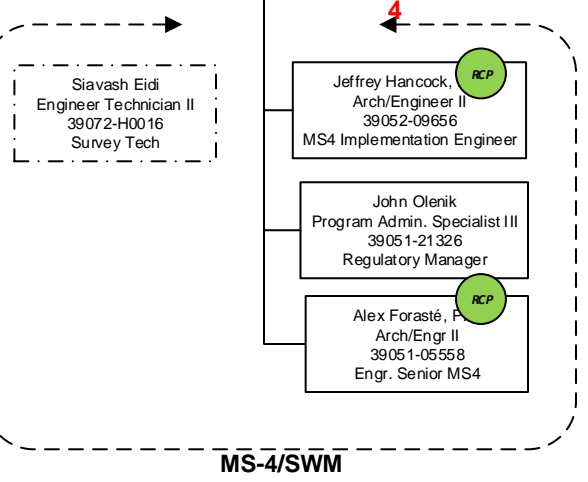 4
Siavash Eidi
Engineer Technician II
39072-H0016
Survey Tech
RCP
Jeffrey Hancock,
Arch/Engineer II
39052-09656
MS4 Implementation Engineer
John Olenik
Program Admin. Specialist III
39051-21326
Regulatory Manager
RCP
Alex Forasté,
Arch/Engr II
39051-05558
Engr. Senior MS4
MS-4/SWM